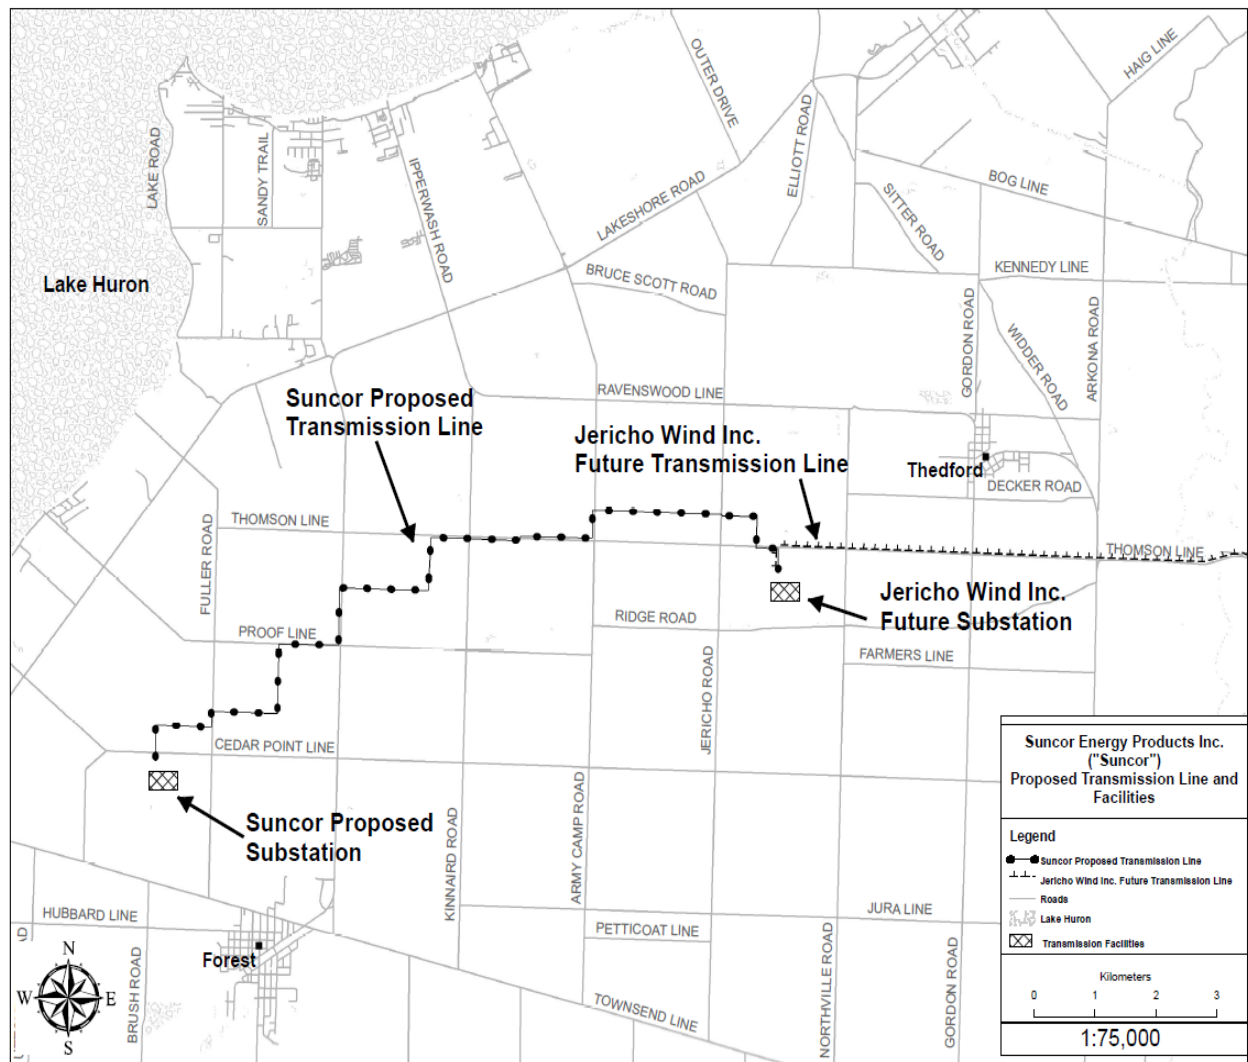 HAIG LINE
OUTER DRIVE
ELLIOTT ROAD
LAKE ROAD
SANDY TRAIL
IPPERWASH ROAD
LAKESHORE ROAD
BOG LINE
SITTER ROAD
Lake Huron
BRUCE SCOTT ROAD
KENNEDY LINE
GORDON ROAD
WIDDER ROAD
ARKONA ROAD
RAVENSWOOD LINE
Suncor Proposed
Transmission Line
Jericho Wind Inc.
Future Transmission Line
Thedford
DECKER ROAD
THOMSON LINE
THOMSON LINE
FULLER ROAD
Jericho Wind Inc.
Future Substation
RIDGE ROAD
PROOF LINE
FARMERS LINE
JERICHO ROAD
CEDAR POINT LINE
Suncor Proposed
Substation
KINNAIRD ROAD
ARMY CAMP ROAD
HUBBARD LINE
JURA LINE
PETTICOAT LINE
Forest
BRUSH ROAD
TOWNSEND LINE
NORTHVILLE ROAD
GORDON ROAD
AD
N
W
E
S
Suncor Energy Products Inc.
("Suncor")
Proposed Transmission Line and
Facilities
Legend
Suncor Proposed Transmission Line
Jericho Wind Inc. Future Transmission Line
Roads
Lake Huron
Transmission Facilities
Kilometers
0 1 2 3
1:75,000